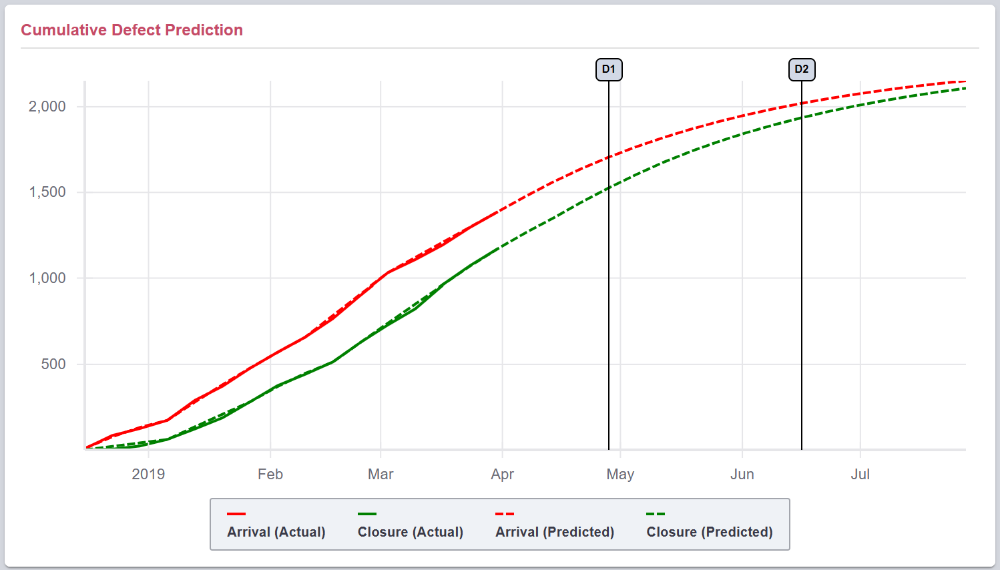 Cumulative Defect Prediction
D1 D2
2,000
1,500
1,000
500
2019 Feb Mar Apr May Jun Jul
Arrival (Actual) Closure (Actual) Arrival (Predicted) Closure (Predicted)